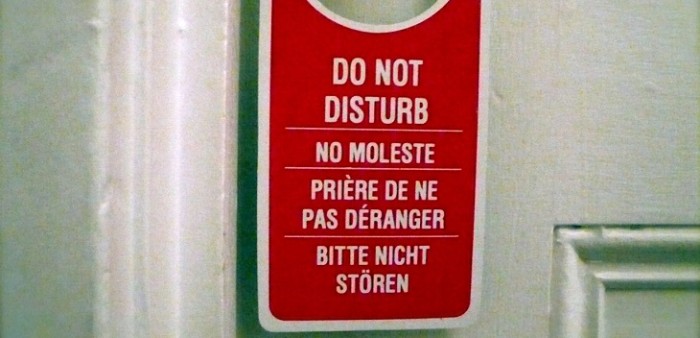 DO NOT
DISTURB
NO MOLESTE
PRIÈRE DE NE
PAS DÉRANGER
BITTE NICHT
STÖREN